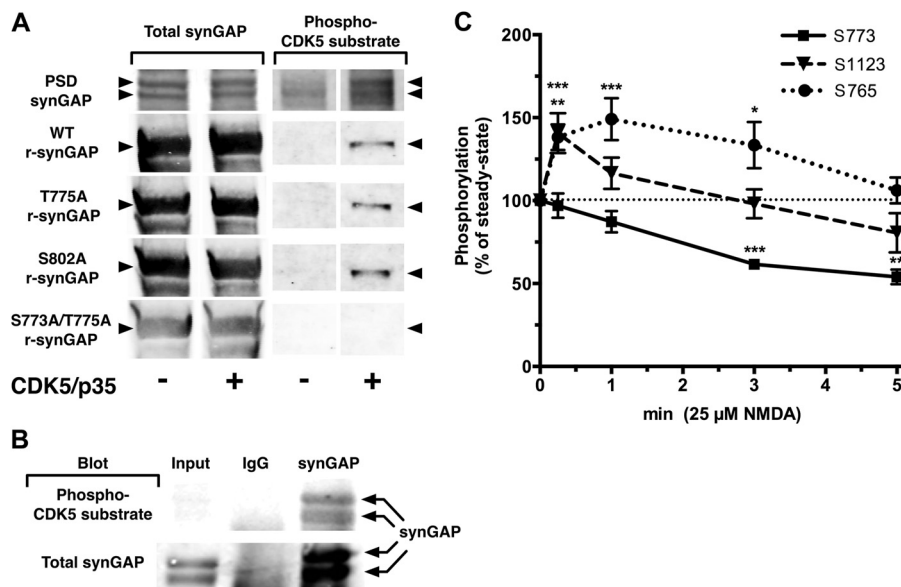 A
Total synGAP
Phospho-
CDK5 substrate
PSD
synGAP
WT
r-synGAP
T775A
r-synGAP
S802A
r-synGAP
S773A/T775A
r-synGAP
CDK5/p35
- + - +
B
Blot Input IgG synGAP
Phospho-
CDK5 substrate
synGAP
Total synGAP
C
S773
S1123
S765
Phosphorylation
(% of steady-state)
200
150
100
50
0
***
**
***
*
***
**
0 1 2 3 4 5
min (25 µM NMDA)